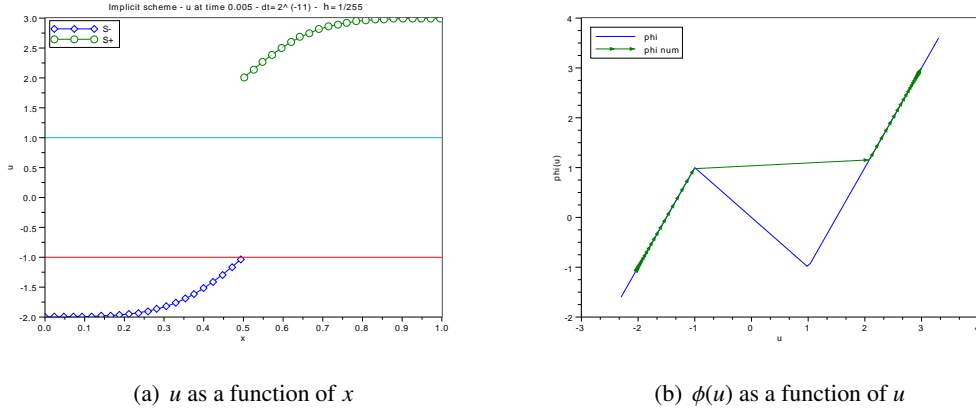 Implicit scheme - u at time 0.005 - dt=2^ (-11) - h=1/255
S-
S+
3.0
2.5
2.0
1.5
1.0
0.5
0.0
-0.5
-1.0
-1.5
-2.0
u
0.0 0.1 0.2 0.3 0.4 0.5 0.6 0.7 0.8 0.9 1.0
x
(a) u as a function of x
phi
phi num
4
3
2
1
0
-1
-2
phi(u)
-3 -2 -1 0 1 2 3 4
u
(b) ϕ(u) as a function of u